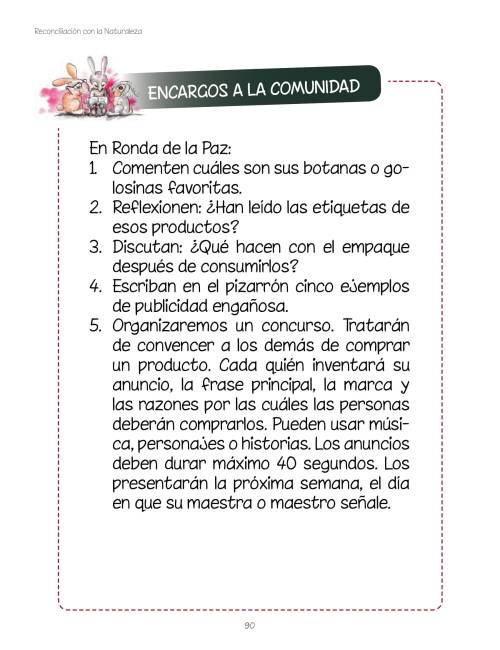 Reconciliación con la Naturaleza
ENCARGOS A LA COMUNIDAD
En Ronda de la Paz:
1. Comenten cuáles son sus botanas o go-
losinas favoritas.
2. Reflexionen: ¿Han leído las etiquetas de
esos productos?
3. Discutan: ¿Qué hacen con el empaque
después de consumirlos?
4. Escriban en el pizarrón cinco ejemplos
de publicidad engañosa.
5. Organizaremos un concurso. Tratarán
de convencer a los demás de comprar
un producto. Cada quién inventará su
anuncio, la frase principal, la marca y
las razones por las cuáles las personas
deberán comprarlos. Pueden usar músi-
ca, personajes o historias. Los anuncios
deben durar máximo 40 segundos. Los
presentarán la próxima semana, el día
en que su maestra o maestro señale.
90